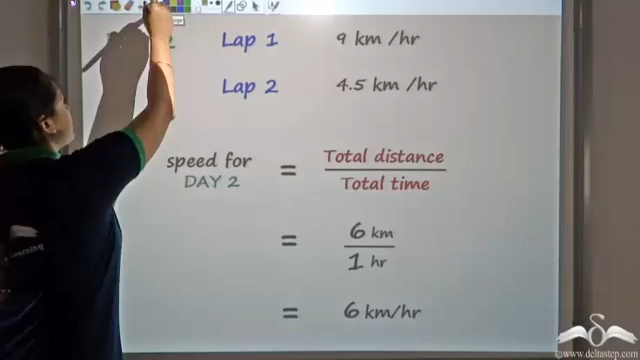 2 Lap 1 9 km /hr
Lap 2 4.5 km /hr
speed for = Total distance
DAY 2 Total time
= 6 km
1 hr
= 6 km/hr
©www.deltastep.com